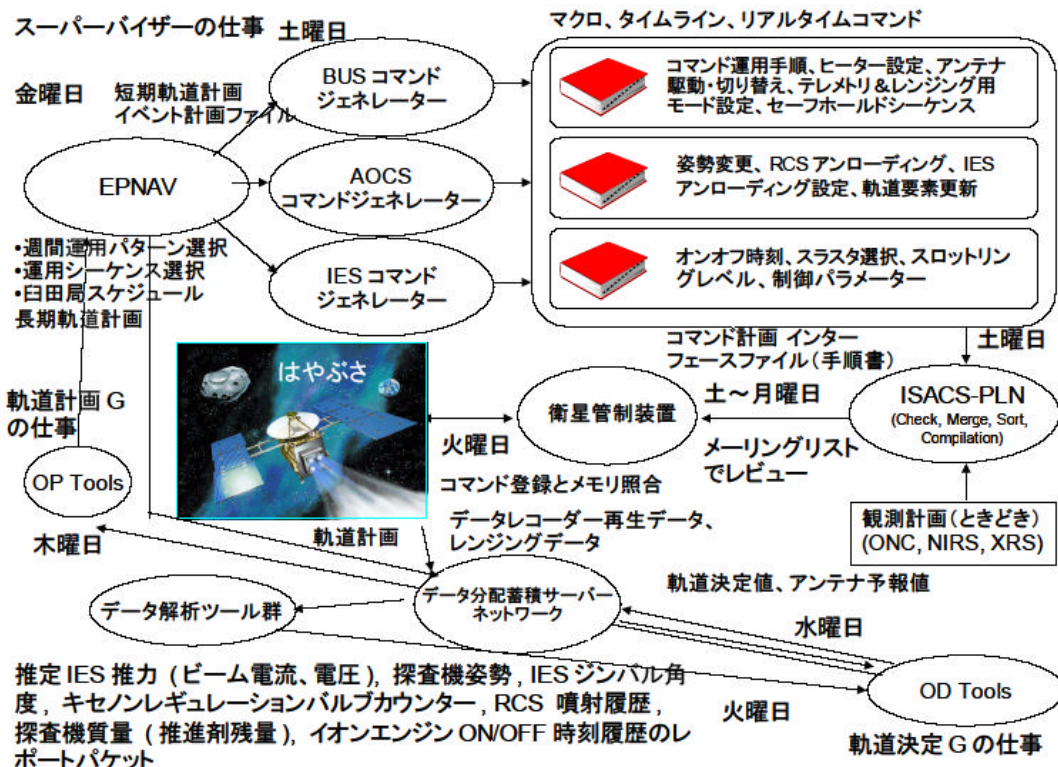 スーパーバイザーの仕事
土曜日
マクロ、タイムライン、リアルタイムコマンド
金曜日
短期軌道計画
イベント計画ファイル
BUS コマンド
ジェネレーター
コマンド運用手順、ヒーター設定、アンテナ
駆動・切り替え、テレメトリ&レンジング用
モード設定、セーフホールドシーケンス
EPNAV
AOCS
コマンドジェネレーター
姿勢変更、RCS アンローディング、IES
アンローディング設定、軌道要素更新
•週間運用パターン選択
•運用シーケンス選択
•臼田局スケジュール
長期軌道計画
IES コマンド
ジェネレーター
オンオフ時刻、スラスタ選択、スロットリン
グレベル、制御パラメーター
コマンド計画 インター
フェースファイル(手順書)
土曜日
はやぶさ
軌道計画 G
の仕事
火曜日
衛星管制装置
土~月曜日
メーリングリスト
でレビュー
ISACS-PLN
(Check, Merge, Sort,
Compilation)
OP Tools
コマンド登録とメモリ照合
木曜日
軌道計画
データレコーダー再生データ、
レンジングデータ
観測計画(ときどき)
(ONC, NIRS, XRS)
データ解析ツール群
データ分配蓄積サーバー
ネットワーク
軌道決定値、アンテナ予報値
水曜日
推定 IES 推力 (ビーム電流、電圧), 探査機姿勢, IES ジンバル角
度, キセノンレギュレーションバルブカウンター, RCS 噴射履歴,
探査機質量 (推進剤残量), イオンエンジン ON/OFF 時刻履歴のレ
ポートパケット
火曜日
OD Tools
軌道決定 G の仕事